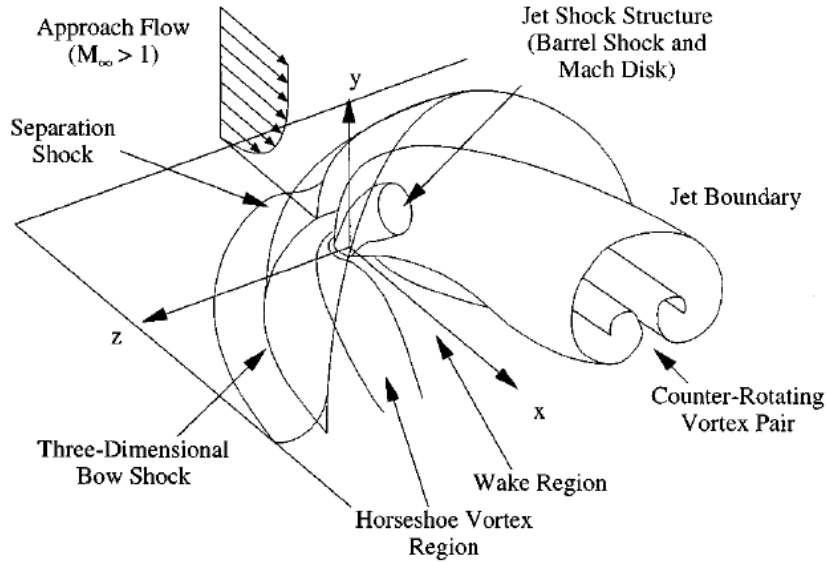 Approach Flow
(M∞ > 1)
Jet Shock Structure
(Barrel Shock and
Mach Disk)
y
Separation
Shock
Jet Boundary
z
x
Counter-Rotating
Vortex Pair
Three-Dimensional
Bow Shock
Wake Region
Horseshoe Vortex
Region